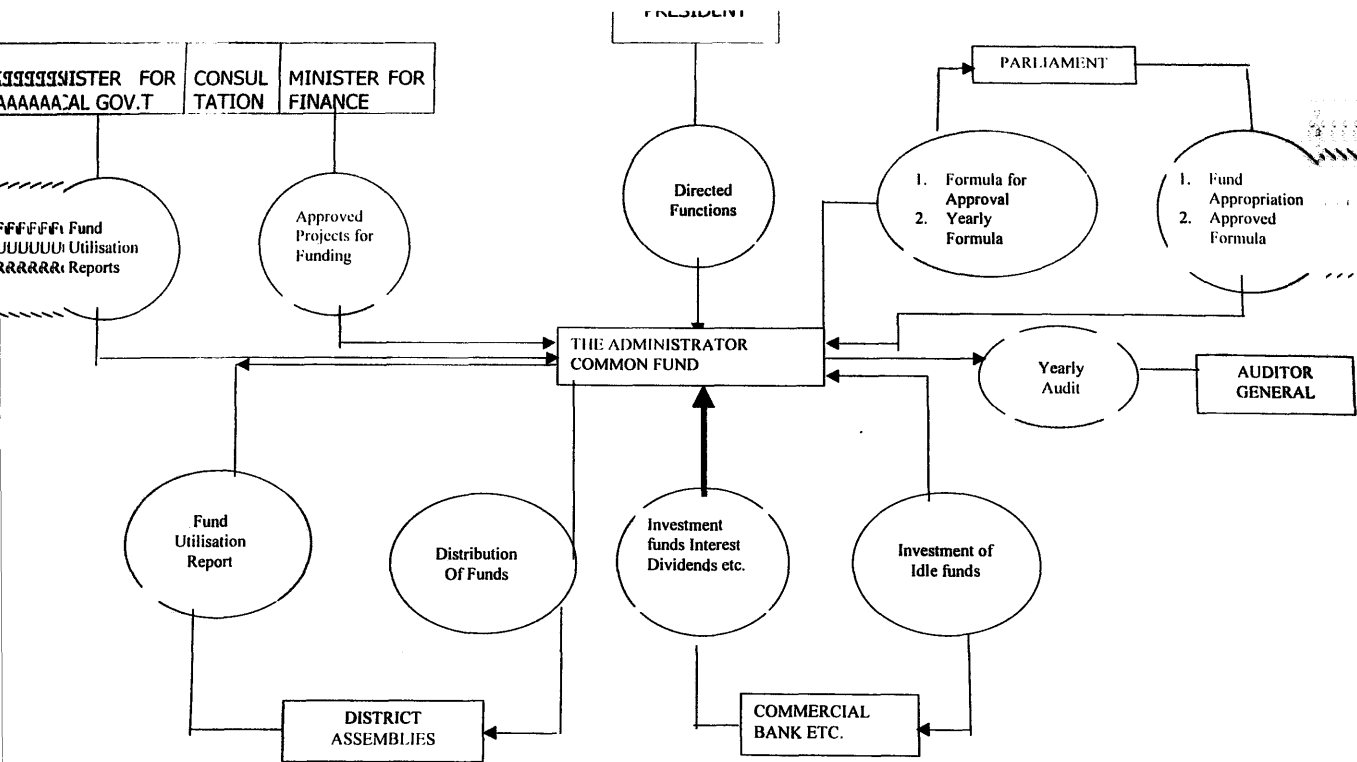 PRESIDENT
MINISTER FOR
LOCAL GOV.T
CONSUL
TATION
MINISTER FOR
FINANCE
PARLIAMENT
Fund
Utilisation
Reports
Approved
Projects for
Funding
Directed
Functions
1. Formula for
Approval
2. Yearly
Formula
1. Fund
Appropriation
2. Approved
Formula
THE ADMINISTRATOR
COMMON FUND
Yearly
Audit
AUDITOR
GENERAL
Fund
Utilisation
Report
Distribution
Of Funds
Investment
funds Interest
Dividends etc.
Investment of
Idle funds
DISTRICT
ASSEMBLIES
COMMERCIAL
BANK ETC.